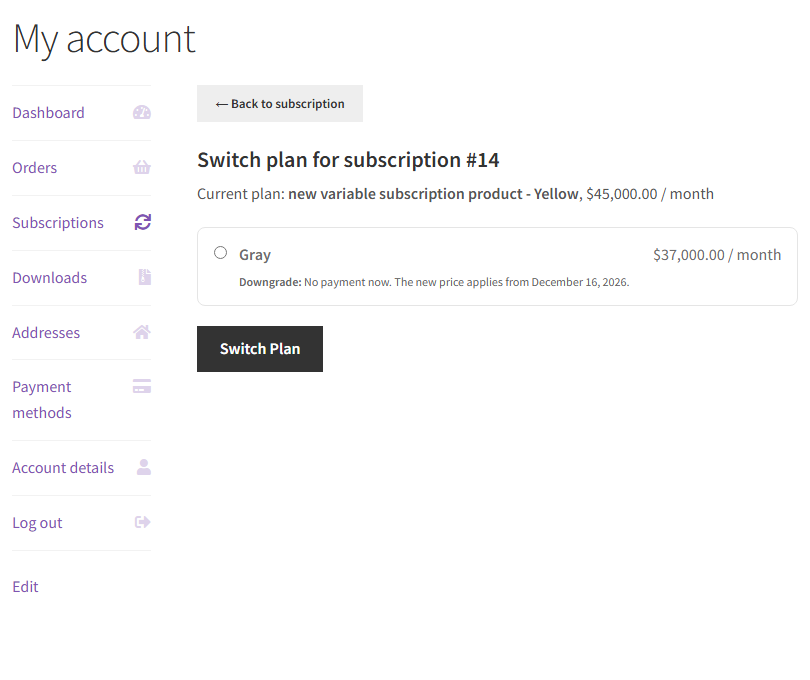 My account
Dashboard
Orders
Subscriptions
Downloads
Addresses
Payment
methods
Account details
Log out
Edit
← Back to subscription
Switch plan for subscription #14
Current plan: new variable subscription product - Yellow, $45,000.00 / month
Gray $37,000.00 / month
Downgrade: No payment now. The new price applies from December 16, 2026.
Switch Plan